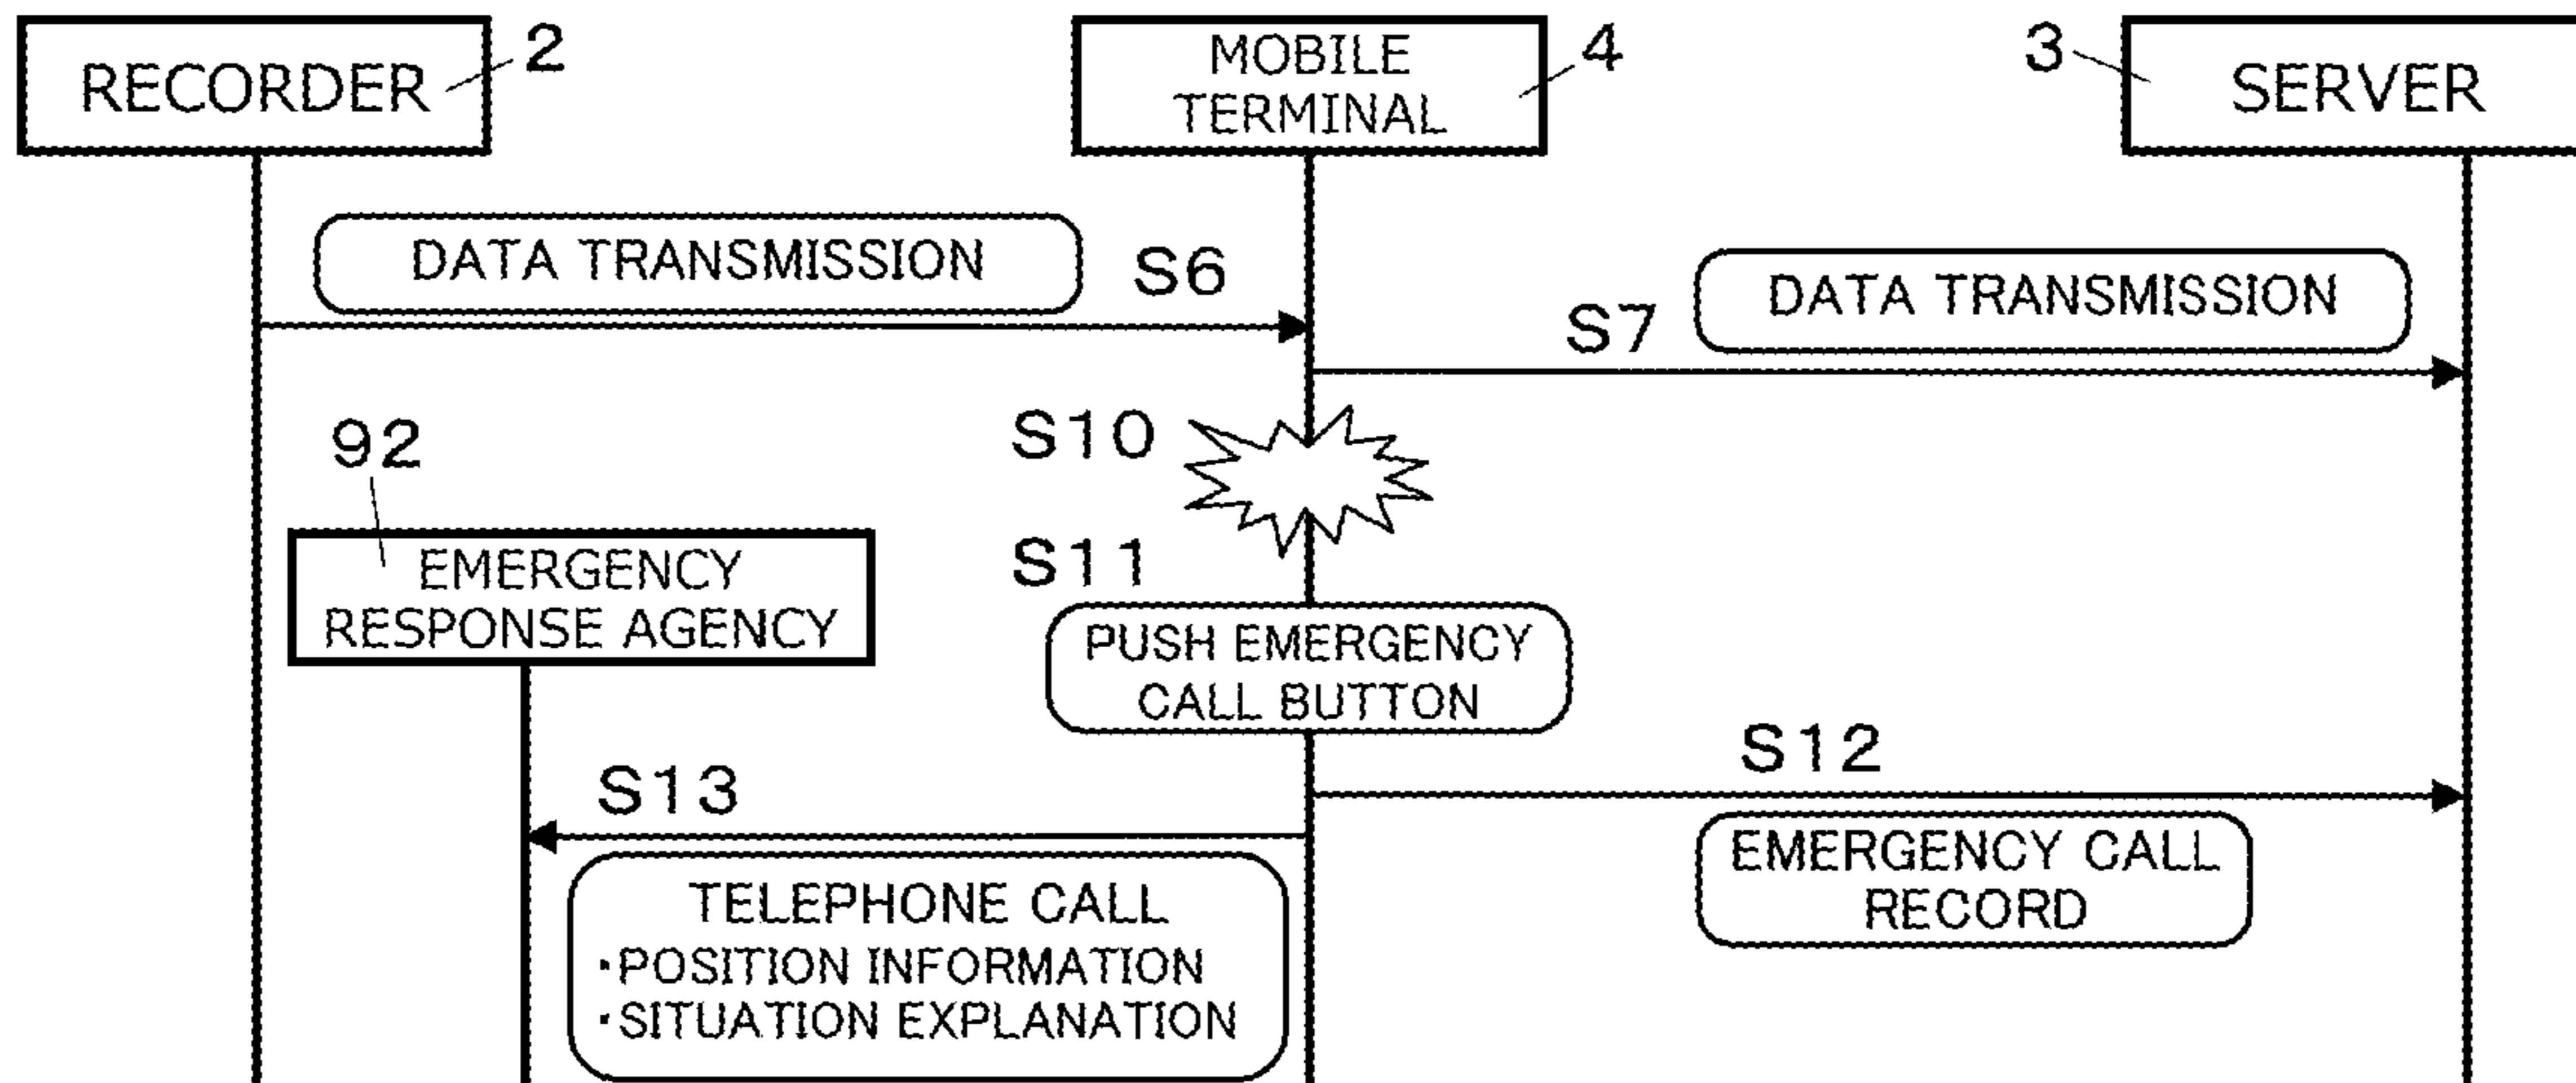 RECORDER
2
MOBILE
TERMINAL
4
3
SERVER
DATA TRANSMISSION
S6
DATA TRANSMISSION
S7
S10
92
EMERGENCY
RESPONSE AGENCY
S11
PUSH EMERGENCY
CALL BUTTON
S12
EMERGENCY CALL
RECORD
S13
TELEPHONE CALL
・POSITION INFORMATION
・SITUATION EXPLANATION